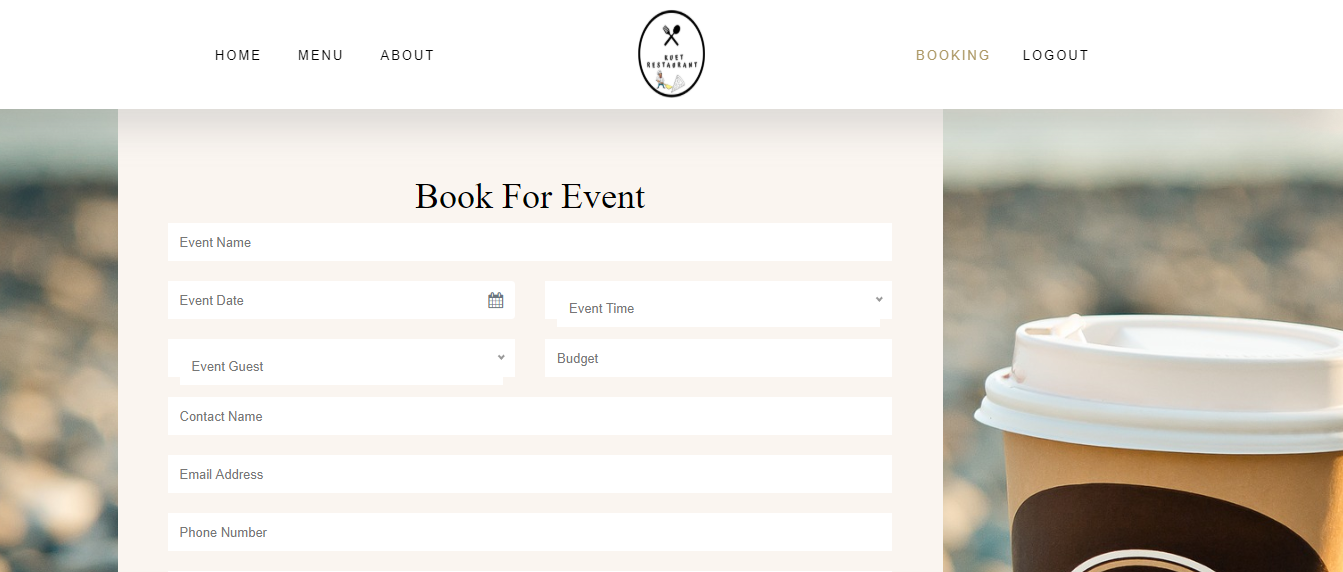 HOME MENU ABOUT
KUET
RESTAURANT
BOOKING LOGOUT
Book For Event
Event Name
Event Date
Event Time
Event Guest
Budget
Contact Name
Email Address
Phone Number